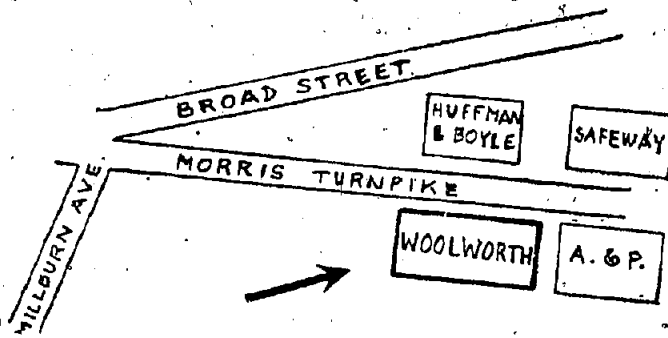 BROAD STREET.
HUFFMAN
& BOYLE
SAFEWAY
MORRIS TURNPIKE
MILLBURN AVE.
WOOLWORTH
A. & P.